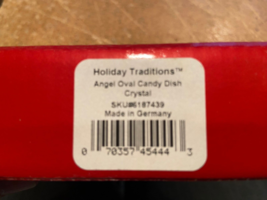 Holiday Traditions™
Angel Oval Candy Dish
Crystal
SKU#6187439
Made in Germany
0 70357 45444 3